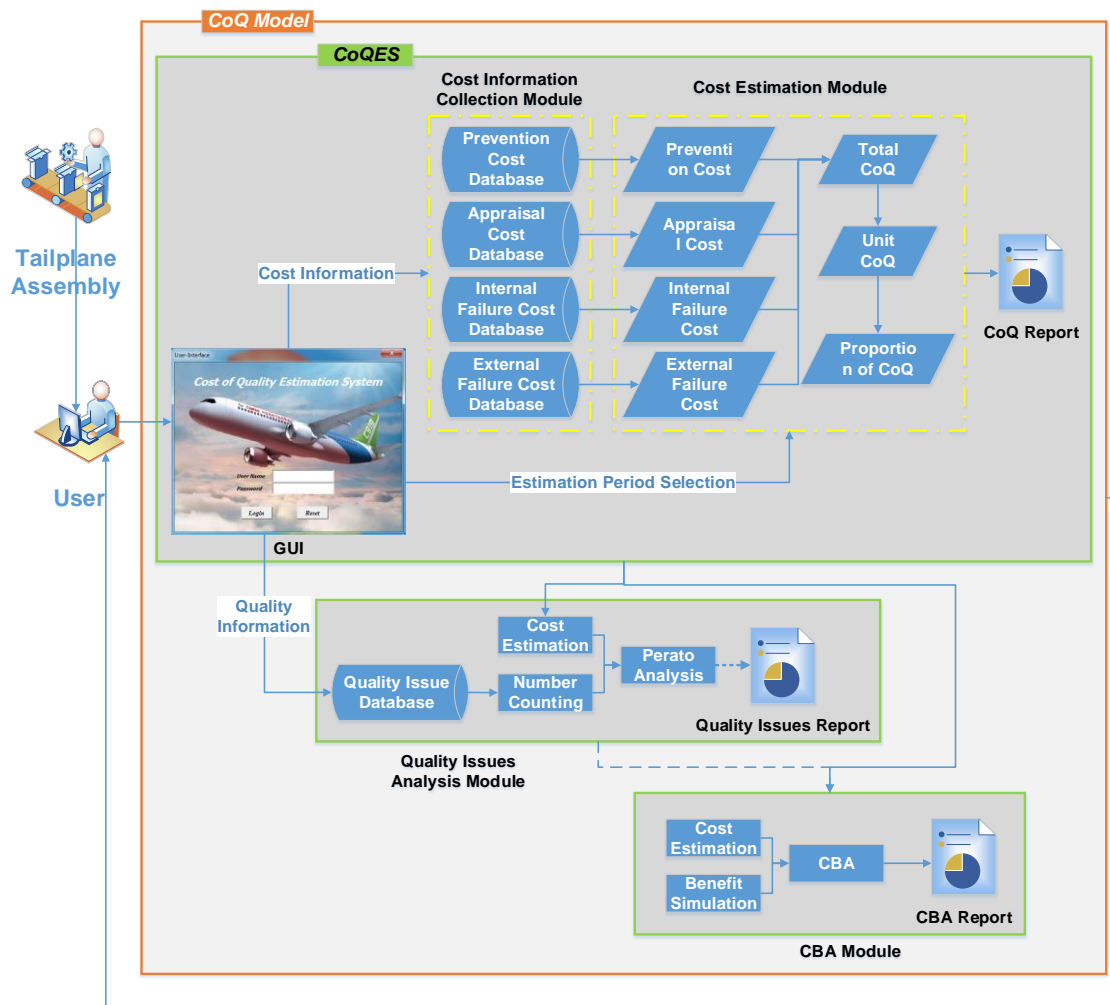 CoQ Model
CoQES
Cost Information
Collection Module
Cost Estimation Module
Prevention
Cost
Database
Preventi
on Cost
Total
CoQ
Appraisal
Cost
Database
Appraisa
l Cost
Unit
CoQ
Tailplane
Assembly
Cost Information
Internal
Failure Cost
Database
Internal
Failure
Cost
CoQ Report
Proportio
n of CoQ
External
Failure Cost
Database
External
Failure
Cost
User-Interface
Cost of Quality Estimation System
User Name
Password
Login
Reset
GUI
User
Estimation Period Selection
Quality
Information
Cost
Estimation
Perato
Analysis
Quality Issue
Database
Number
Counting
Quality Issues Report
Quality Issues
Analysis Module
Cost
Estimation
CBA
Benefit
Simulation
CBA Report
CBA Module